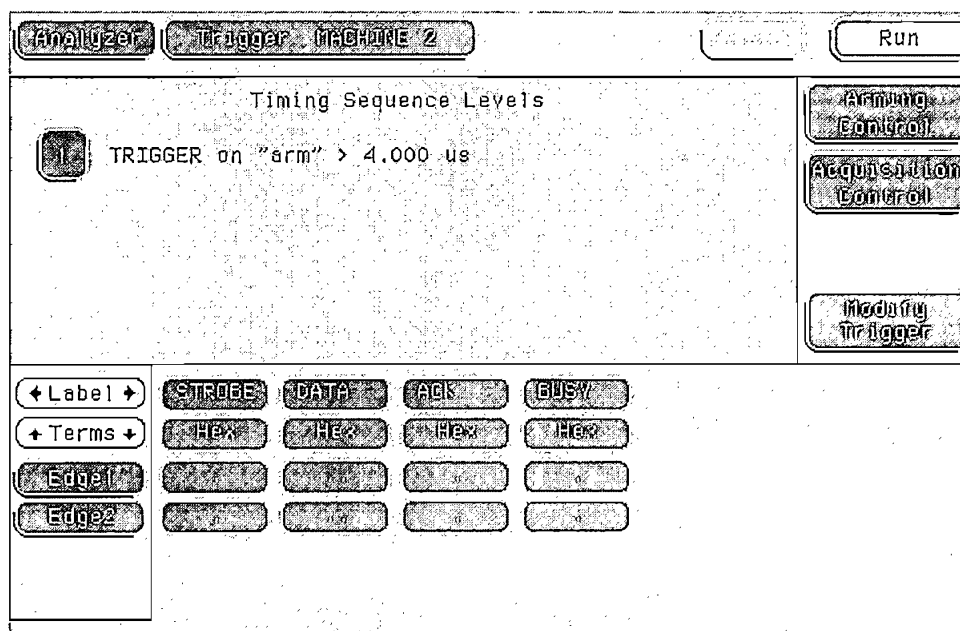 Analyzer Trigger MACHINE 2 Run
Timing Sequence Levels
1 TRIGGER on "arm" > 4.000 us
Arming
Control
Acquisition
Control
Modify
Trigger
Label STROBE DATA ACK BUSY
Terms Hex Hex Hex Hex
Edge1
Edge2